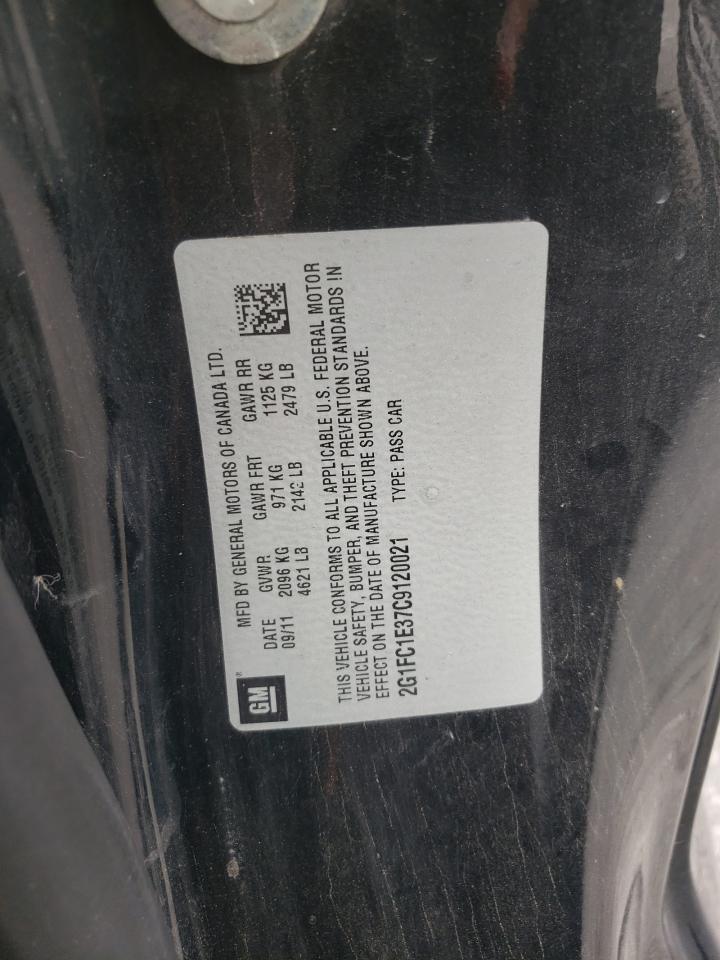 GM®
MFD BY GENERAL MOTORS OF CANADA LTD.
DATE GVWR GAWR FRT GAWR RR
09/11 2096 KG 971 KG 1125 KG
4621 LB LB 2479 LB
THIS VEHICLE CONFORMS TO ALL APPLICABLE U.S. FEDERAL MOTOR
VEHICLE SAFETY, BUMPER, AND THEFT PREVENTION STANDARDS IN
EFFECT ON THE DATE OF MANUFACTURE SHOWN ABOVE.
2G1FC1E37C9120021 TYPE: PASS CAR